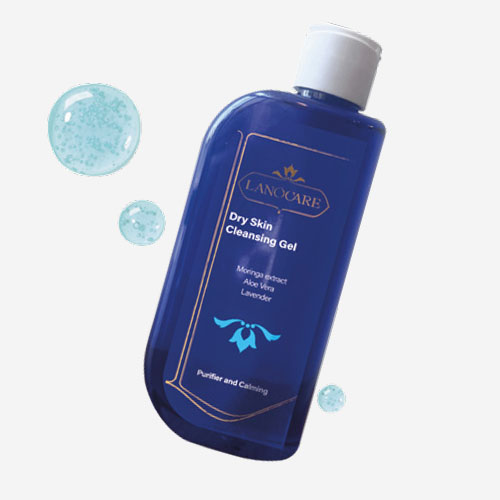 LANOCARE
Dry Skin
Cleansing Gel
Moringa extract
Aloe Vera
Lavender
Purifier and Calming